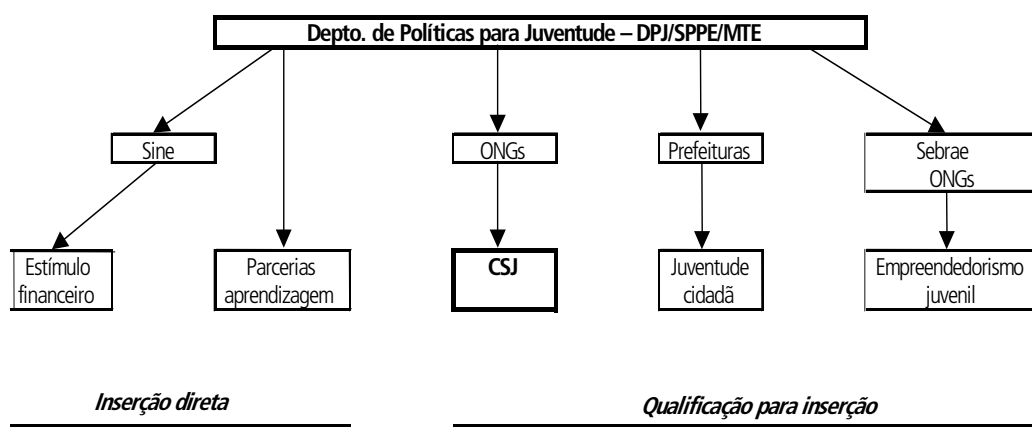 Depto. de Políticas para Juventude – DPJ/SPPE/MTE
Sine
ONGs
Prefeituras
Sebrae
ONGs
Estímulo
financeiro
Parcerias
aprendizagem
CSJ
Juventude
cidadã
Empreendedorismo
juvenil
Inserção direta
Qualificação para inserção